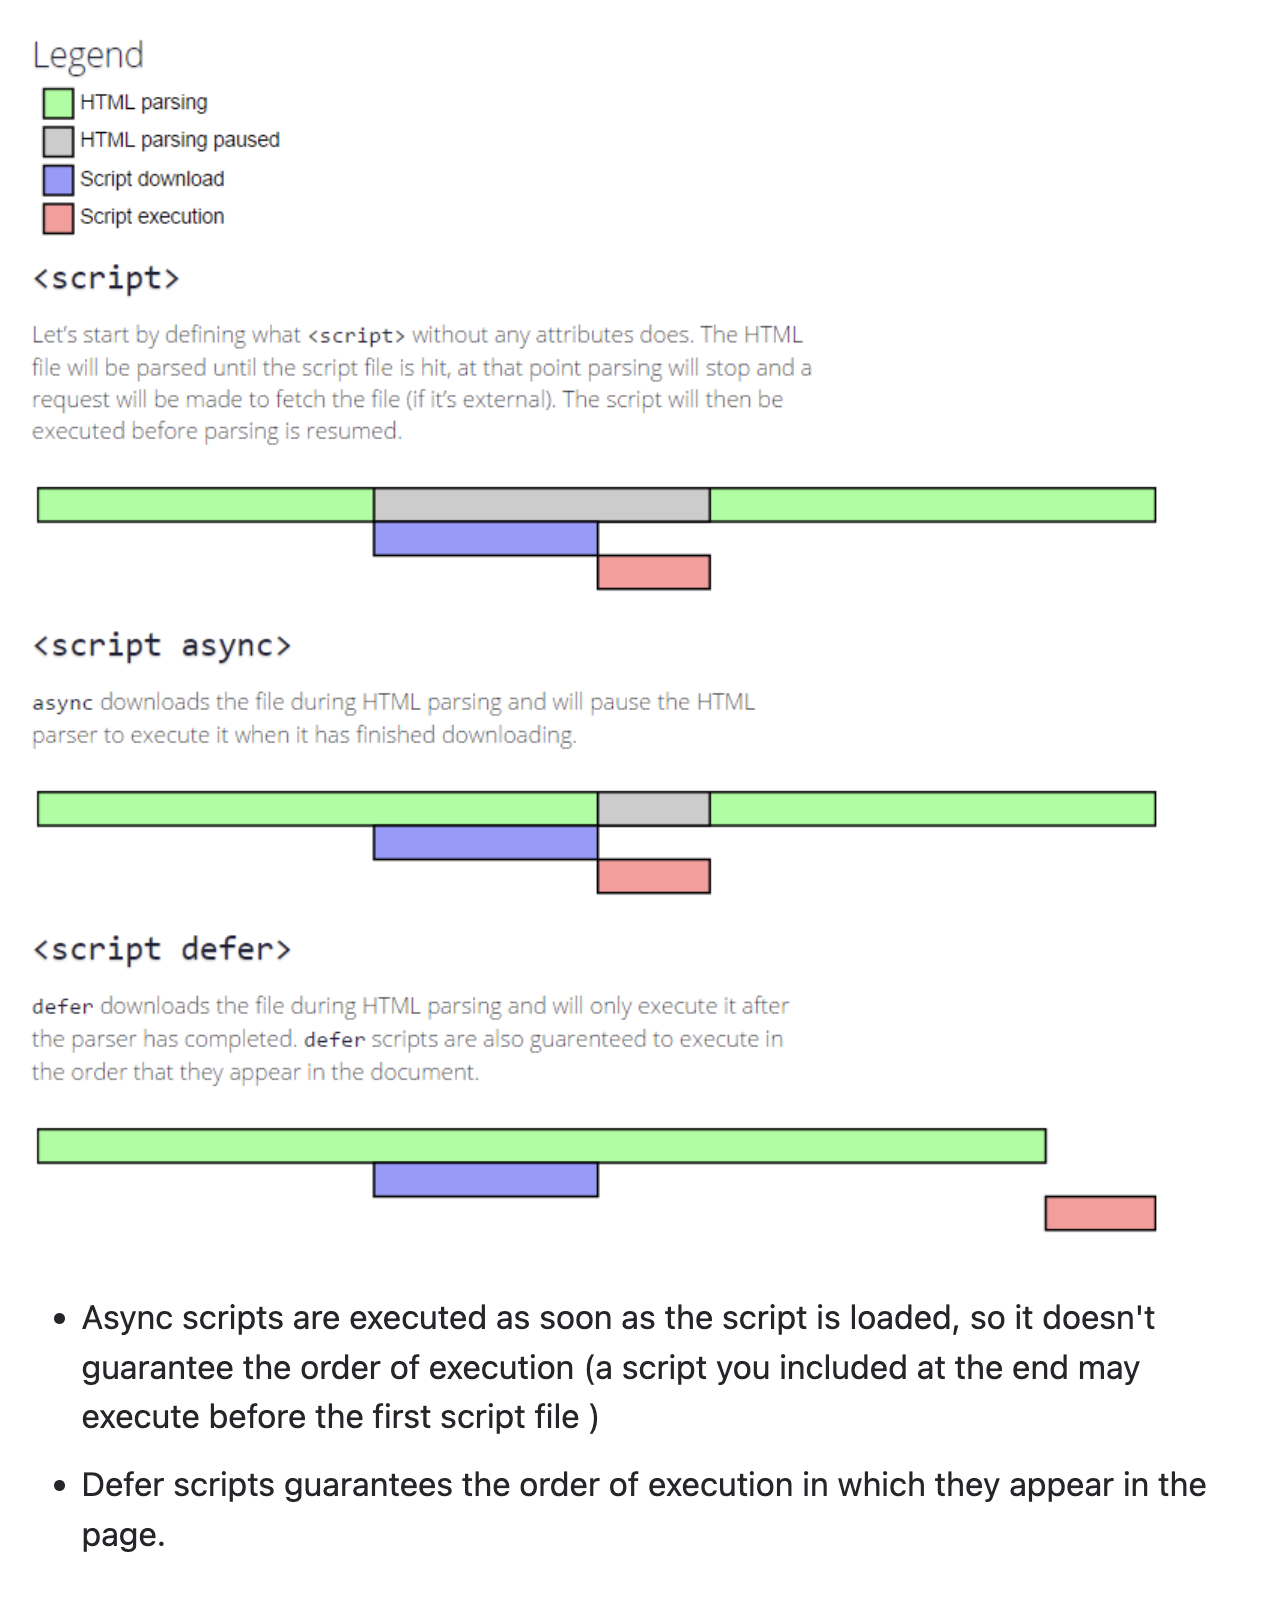 Legend
HTML parsing
HTML parsing paused
Script download
Script execution
<script>
Let's start by defining what <script> without any attributes does. The HTML
file will be parsed until the script file is hit, at that point parsing will stop and a
request will be made to fetch the file (if it's external). The script will then be
executed before parsing is resumed.
<script async>
async downloads the file during HTML parsing and will pause the HTML
parser to execute it when it has finished downloading.
<script defer>
defer downloads the file during HTML parsing and will only execute it after
the parser has completed. defer scripts are also guarenteed to execute in
the order that they appear in the document.
• Async scripts are executed as soon as the script is loaded, so it doesn't
guarantee the order of execution (a script you included at the end may
execute before the first script file )
• Defer scripts guarantees the order of execution in which they appear in the
page.